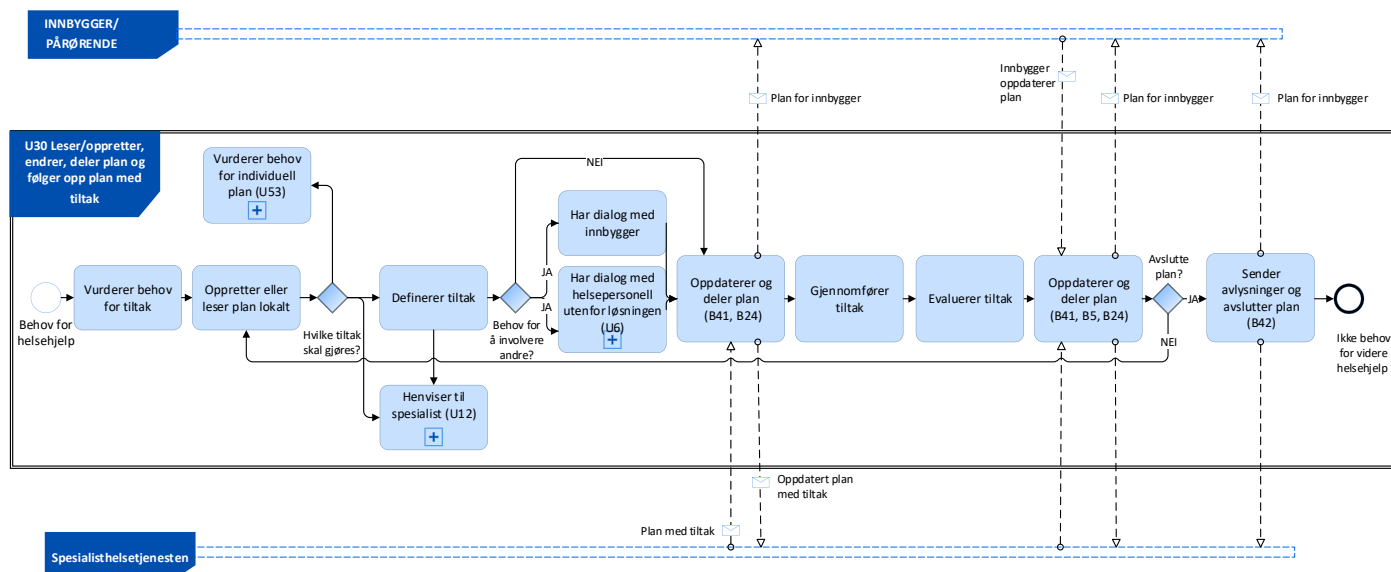 INNBYGGER/
PÅRØRENDE
Innbygger
oppdaterer
plan
Plan for innbygger
Plan for innbygger
Plan for innbygger
U30 Leser/oppretter,
endrer, deler plan og
følger opp plan med
tiltak
Vurderer behov
for individuell
plan (U53)
NEI
Har dialog med
innbygger
JA
Vurderer behov
for tiltak
Oppretter eller
leser plan lokalt
Definerer tiltak
Har dialog med
helsepersonell
utenfor løsningen
(U6)
JA
Oppdaterer og
deler plan
(B41, B24)
Gjennomfører
tiltak
Evaluerer tiltak
Oppdaterer og
deler plan
(B41, B5, B24)
Avslutte
plan?
JA
NEI
Sender
avlysninger og
avslutter plan
(B42)
Behov for
helsehjelp
Hvilke tiltak
skal gjøres?
Behov for
å involvere
andre?
Ikke behov
for videre
helsehjelp
Henviser til
spesialist (U12)
Oppdatert plan
med tiltak
Plan med tiltak
Spesialisthelsetjenesten